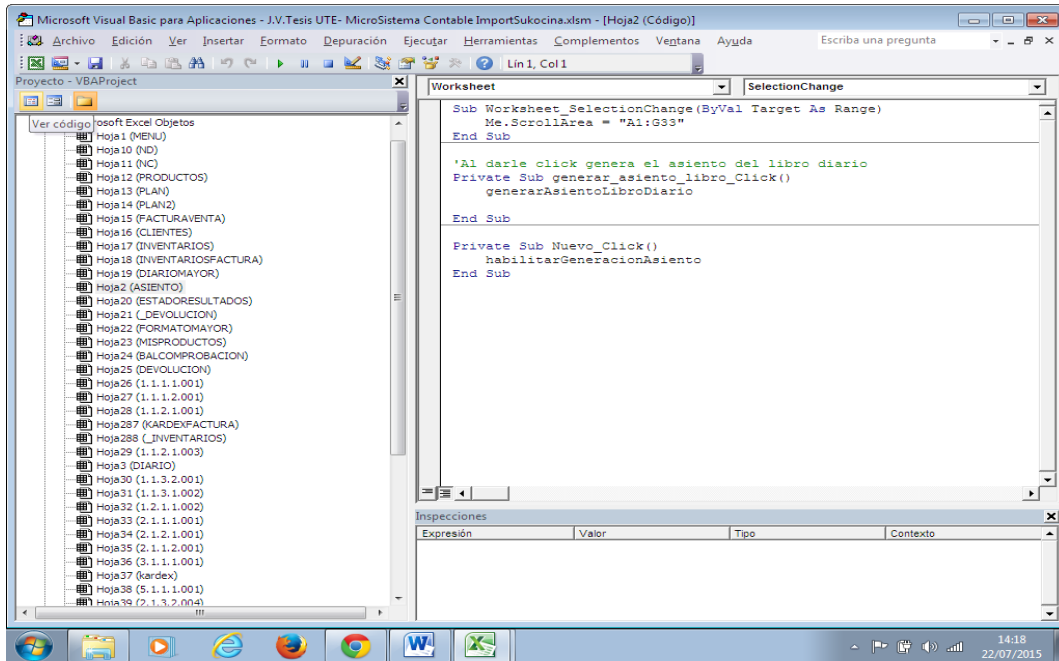 Microsoft Visual Basic para Aplicaciones - J.V.Tesis UTE- MicroSistema Contable ImportSukocina.xlsm - [Hoja2 (Código)]
Archivo Edición Ver Insertar Formato Depuración Ejecutar Herramientas Complementos Ventana Ayuda Escriba una pregunta
Lín 1, Col 1
Proyecto - VBAProject
Ver código
rosoft Excel Objetos
Hoja1 (MENU)
Hoja10 (ND)
Hoja11 (NC)
Hoja12 (PRODUCTOS)
Hoja13 (PLAN)
Hoja14 (PLAN2)
Hoja15 (FACTURAVENTA)
Hoja16 (CLIENTES)
Hoja17 (INVENTARIOS)
Hoja18 (INVENTARIOSFACTURA)
Hoja19 (DIARIOMAYOR)
Hoja2 (ASIENTO)
Hoja20 (ESTADORESULTADOS)
Hoja21 (_DEVOLUCION)
Hoja22 (FORMATOMAYOR)
Hoja23 (MISPRODUCTOS)
Hoja24 (BALCOMPROBACION)
Hoja25 (DEVOLUCION)
Hoja26 (1.1.1.1.001)
Hoja27 (1.1.1.2.001)
Hoja28 (1.1.2.1.001)
Hoja287 (KARDEXFACTURA)
Hoja288 (_INVENTARIOS)
Hoja29 (1.1.2.1.003)
Hoja3 (DIARIO)
Hoja30 (1.1.3.2.001)
Hoja31 (1.1.3.1.002)
Hoja32 (1.2.1.1.002)
Hoja33 (2.1.1.1.001)
Hoja34 (2.1.2.1.001)
Hoja35 (2.1.1.2.001)
Hoja36 (3.1.1.1.001)
Hoja37 (kardex)
Hoja38 (5.1.1.1.001)
Hoja39 (2.1.3.2.004)
Worksheet SelectionChange
Sub Worksheet_SelectionChange(ByVal Target As Range)
Me.ScrollArea = "A1:G33"
End Sub
'Al darle click genera el asiento del libro diario
Private Sub generar_asiento_libro_Click()
generarAsientoLibroDiario
End Sub
Private Sub Nuevo_Click()
habilitarGeneracionAsiento
End Sub
Inspecciones
Expresión Valor Tipo Contexto
14:18
22/07/2015